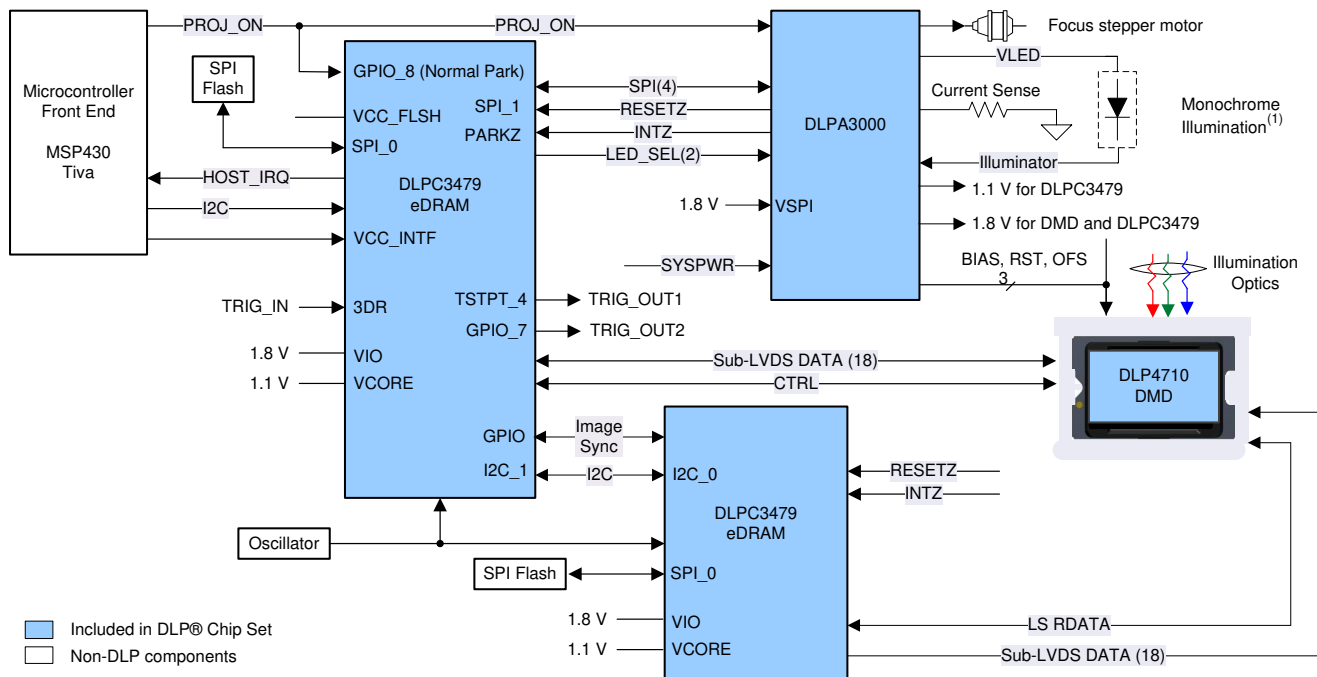 PROJ_ON
PROJ_ON
Focus stepper motor
VLED
Microcontroller
Front End
MSP430
Tiva
SPI
Flash
GPIO_8 (Normal Park)
VCC_FLSH
SPI_0
SPI_1
PARKZ
DLPC3479
eDRAM
HOST_IRQ
I2C
VCC_INTF
SPI(4)
RESETZ
INTZ
LED_SEL(2)
DLPA3000
Current Sense
Monochrome
Illumination(1)
Illuminator
1.1 V for DLPC3479
1.8 V
VSPI
1.8 V for DMD and DLPC3479
SYSPWR
BIAS, RST, OFS
3
Illumination
Optics
TRIG_IN
3DR
TSTPT_4
TRIG_OUT1
GPIO_7
TRIG_OUT2
1.8 V
VIO
1.1 V
VCORE
Sub-LVDS DATA (18)
CTRL
DLP4710
DMD
GPIO
Image
Sync
I2C_1
I2C
I2C_0
RESETZ
INTZ
DLPC3479
eDRAM
Oscillator
SPI Flash
SPI_0
1.8 V
VIO
1.1 V
VCORE
LS RDATA
Sub-LVDS DATA (18)
Included in DLP® Chip Set
Non-DLP components